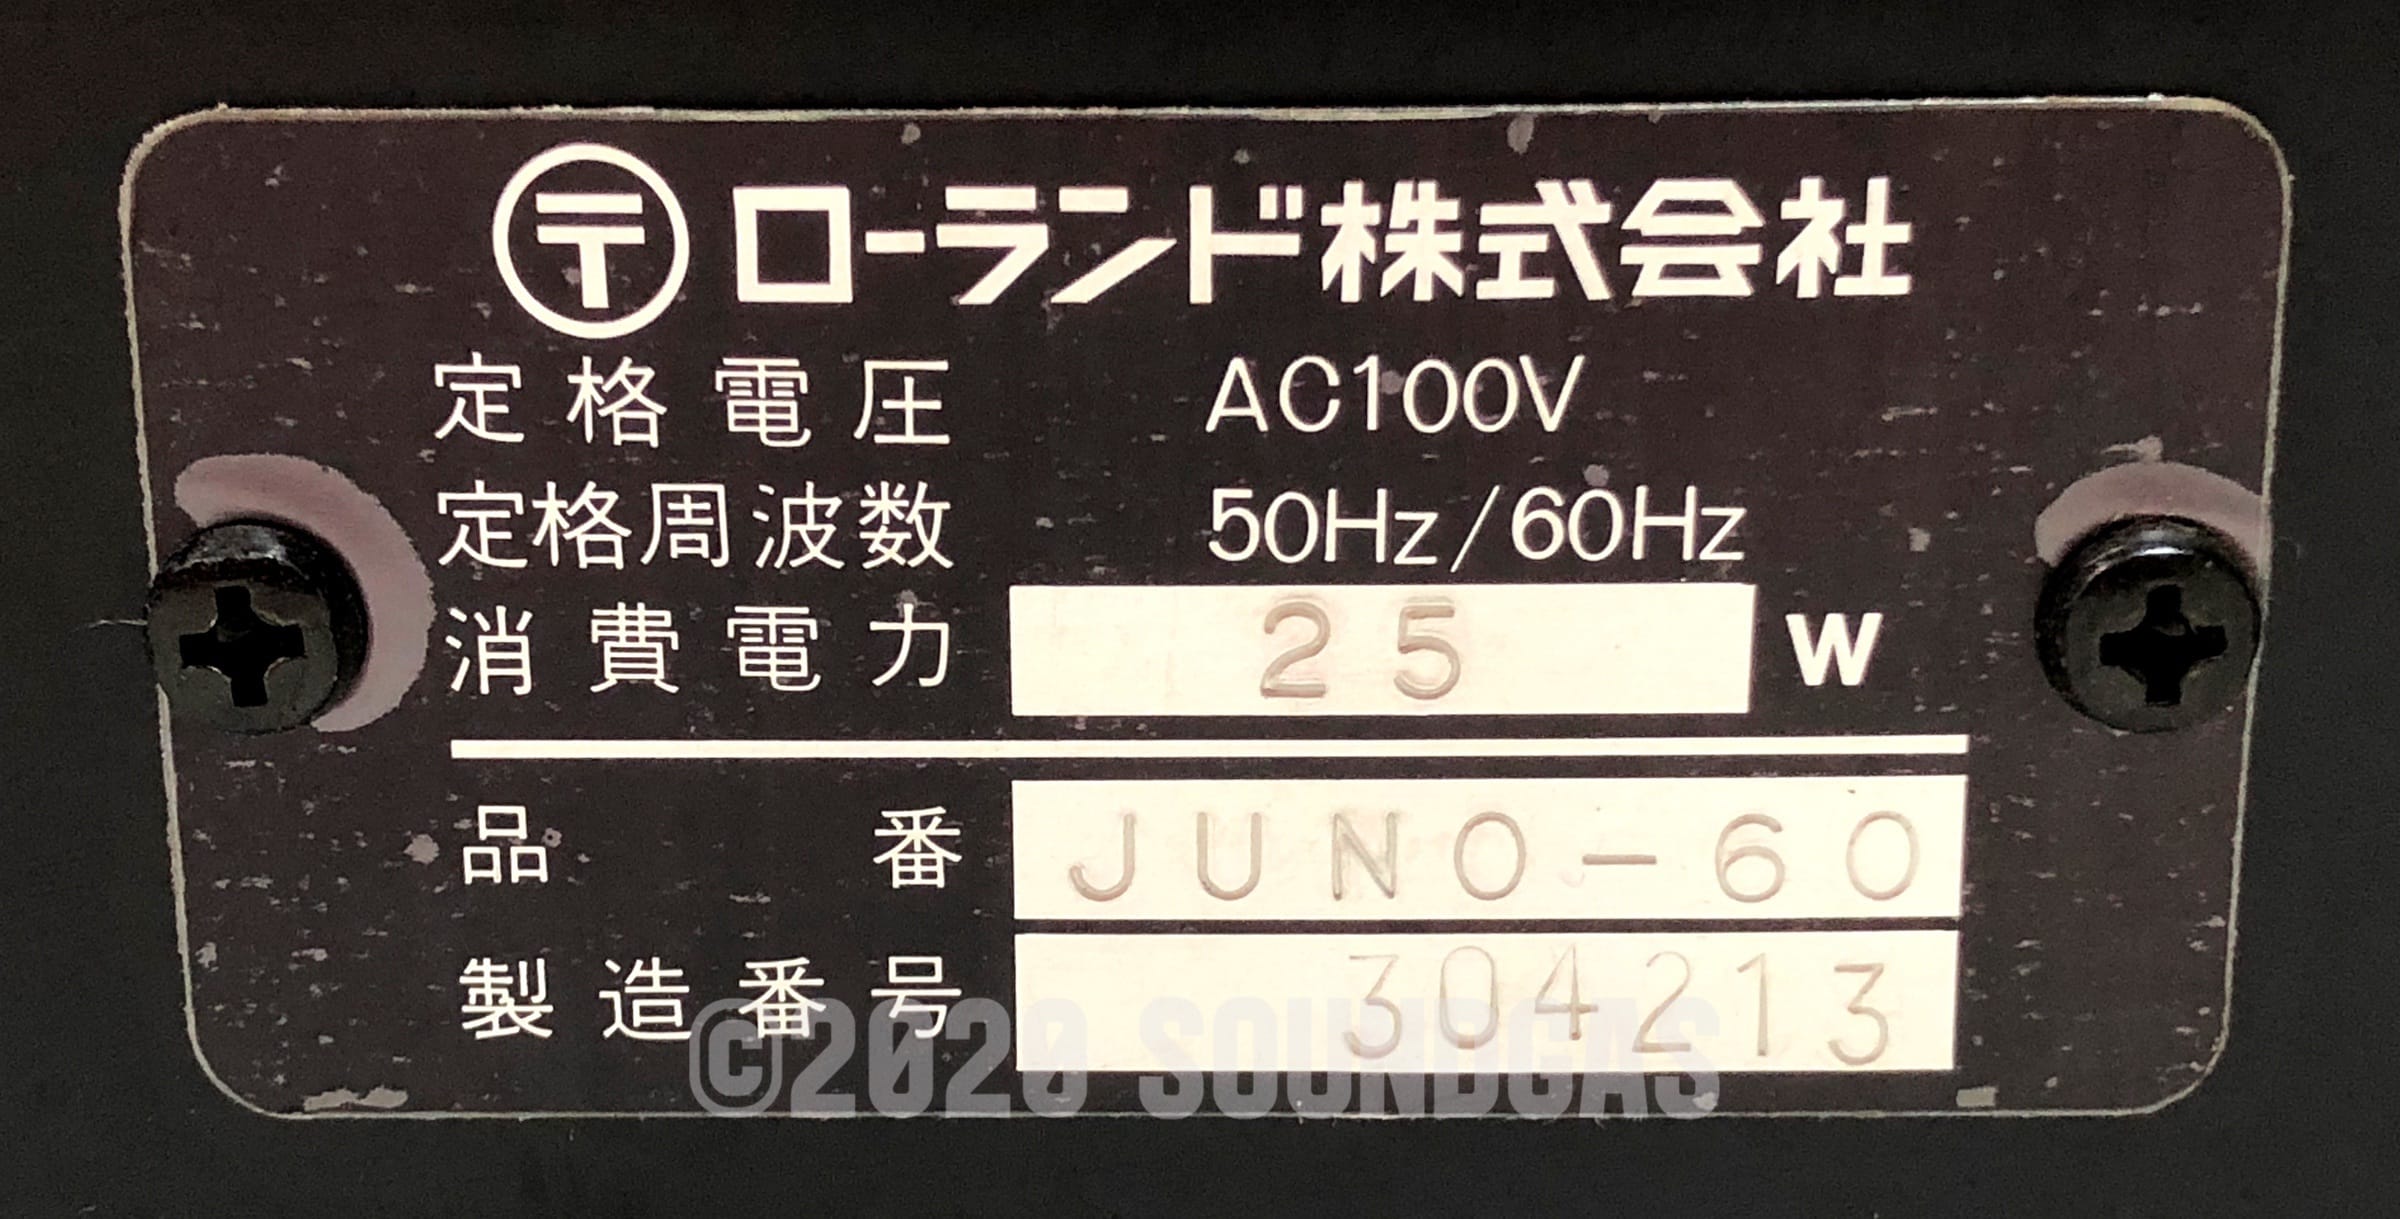 〶 ローランド株式会社
定格電圧 AC100V
定格周波数 50Hz/60Hz
消費電力 25 W
品番 JUNO-60
製造番号 304213
©2020 SOUNDGAS